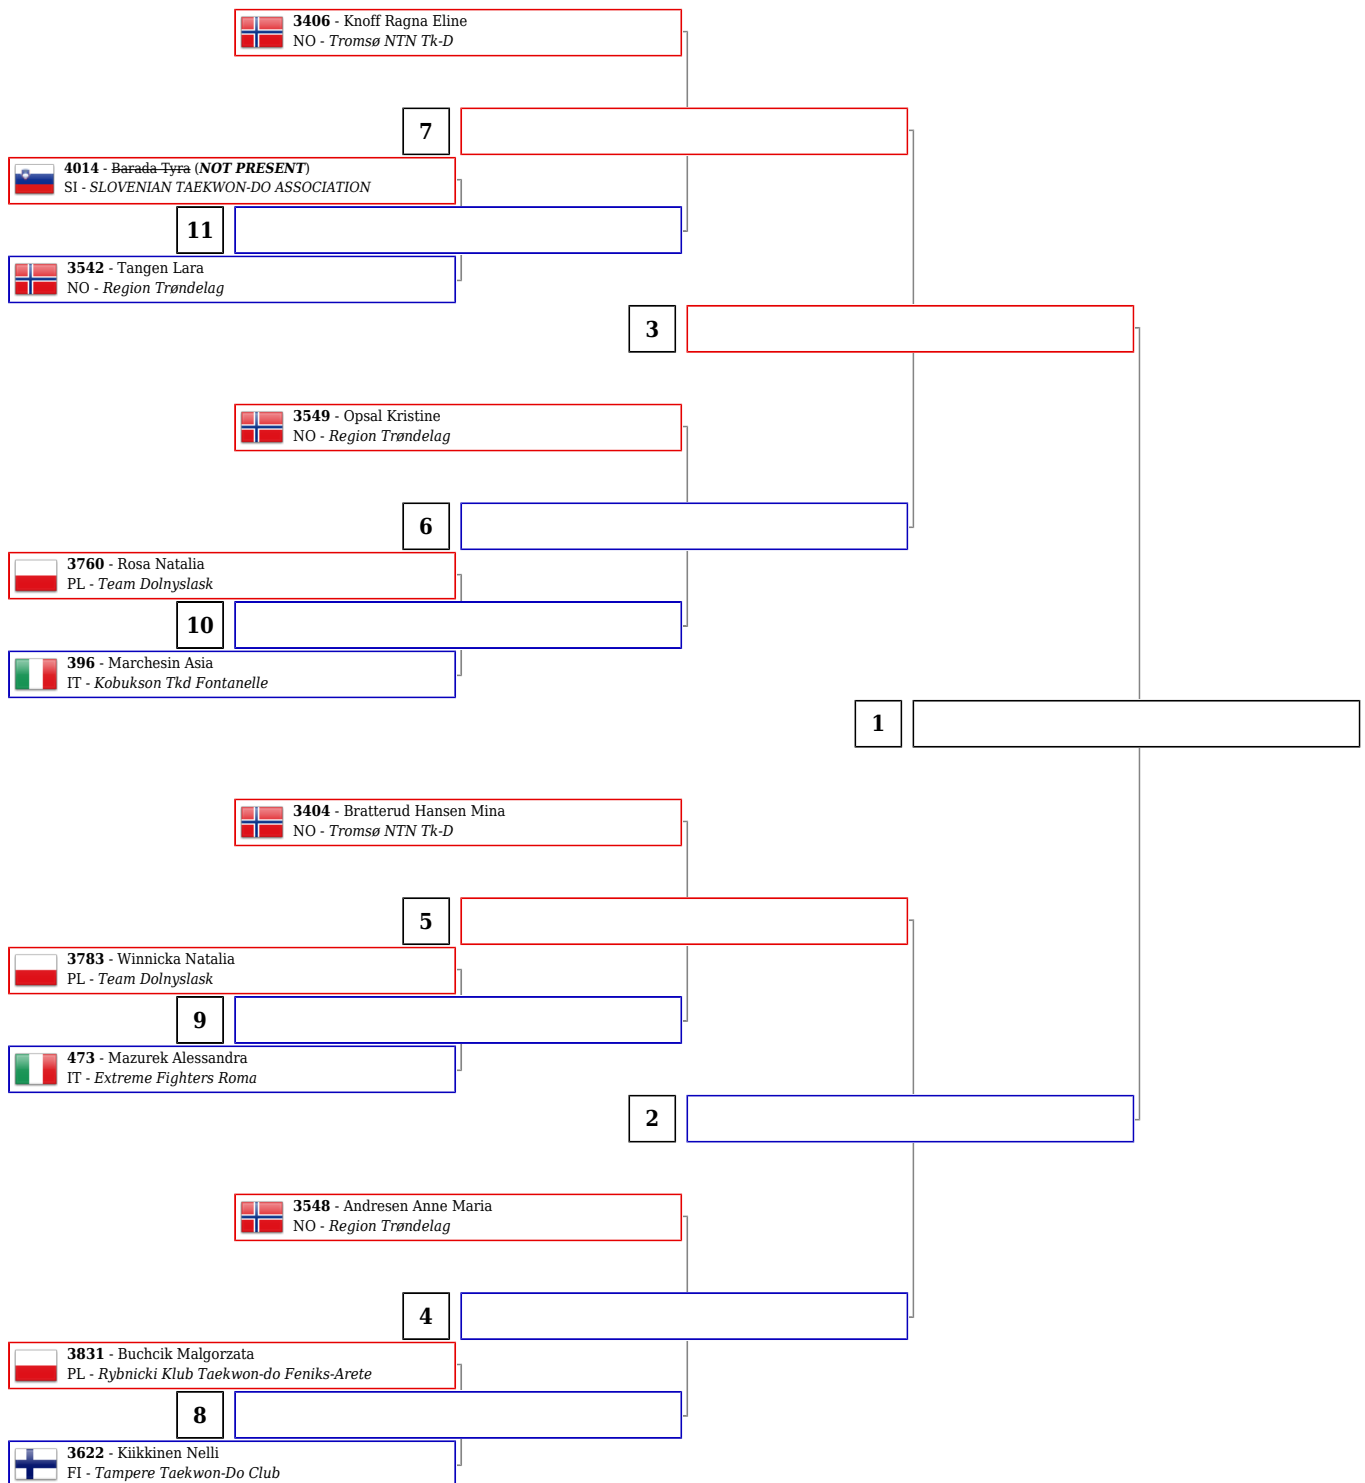 3406 - Knoff Ragna Eline
NO - Tromsø NTN Tk-D
7
4014 - Barada Tyra (NOT PRESENT)
SI - SLOVENIAN TAEKWON-DO ASSOCIATION
11
3542 - Tangen Lara
NO - Region Trøndelag
3
3549 - Opsal Kristine
NO - Region Trøndelag
6
3760 - Rosa Natalia
PL - Team Dolnyslask
10
396 - Marchesin Asia
IT - Kobukson Tkd Fontanelle
1
3404 - Bratterud Hansen Mina
NO - Tromsø NTN Tk-D
5
3783 - Winnicka Natalia
PL - Team Dolnyslask
9
473 - Mazurek Alessandra
IT - Extreme Fighters Roma
2
3548 - Andresen Anne Maria
NO - Region Trøndelag
4
3831 - Buchcik Malgorzata
PL - Rybnicki Klub Taekwon-do Feniks-Arete
8
3622 - Kiikkinen Nelli
FI - Tampere Taekwon-Do Club